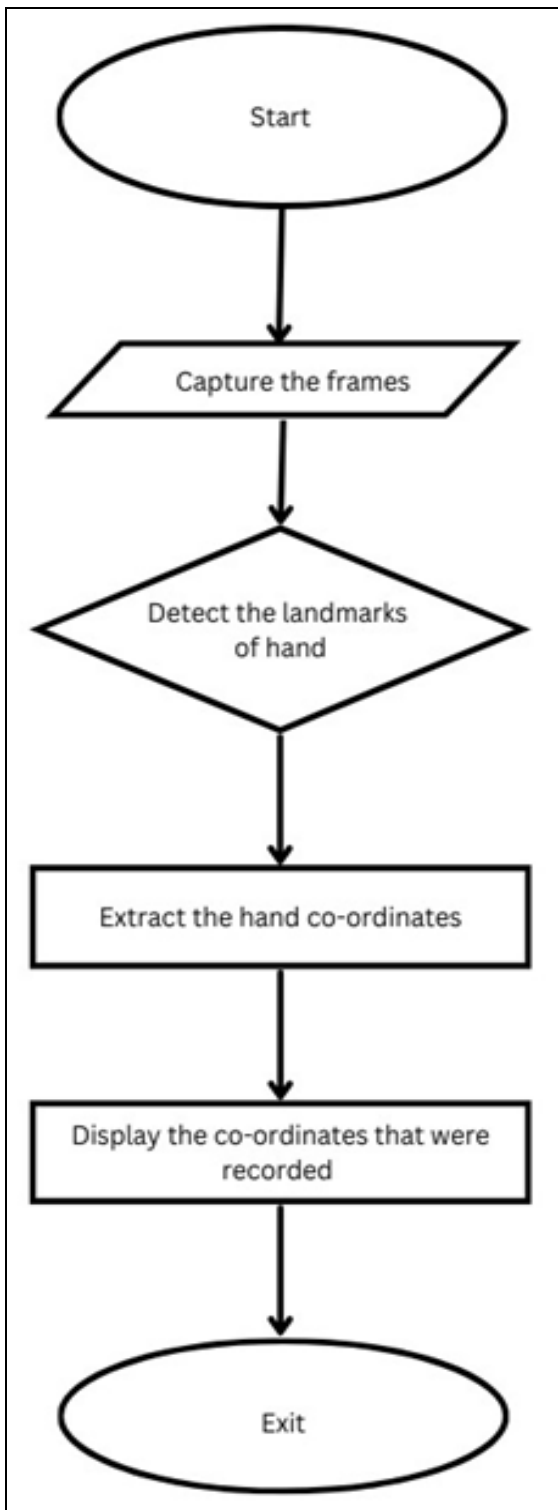 Start
Capture the frames
Detect the landmarks
of hand
Extract the hand co-ordinates
Display the co-ordinates that were
recorded
Exit